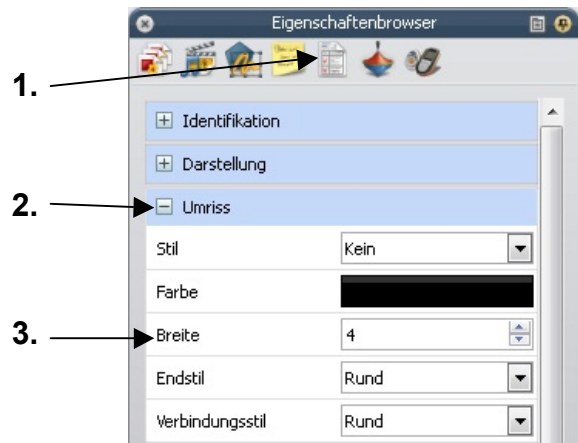 Eigenschaftenbrowser
1.
Identifikation
Darstellung
2. Umriss
Stil Kein
Farbe
3. Breite 4
Endstil Rund
Verbindungsstil Rund